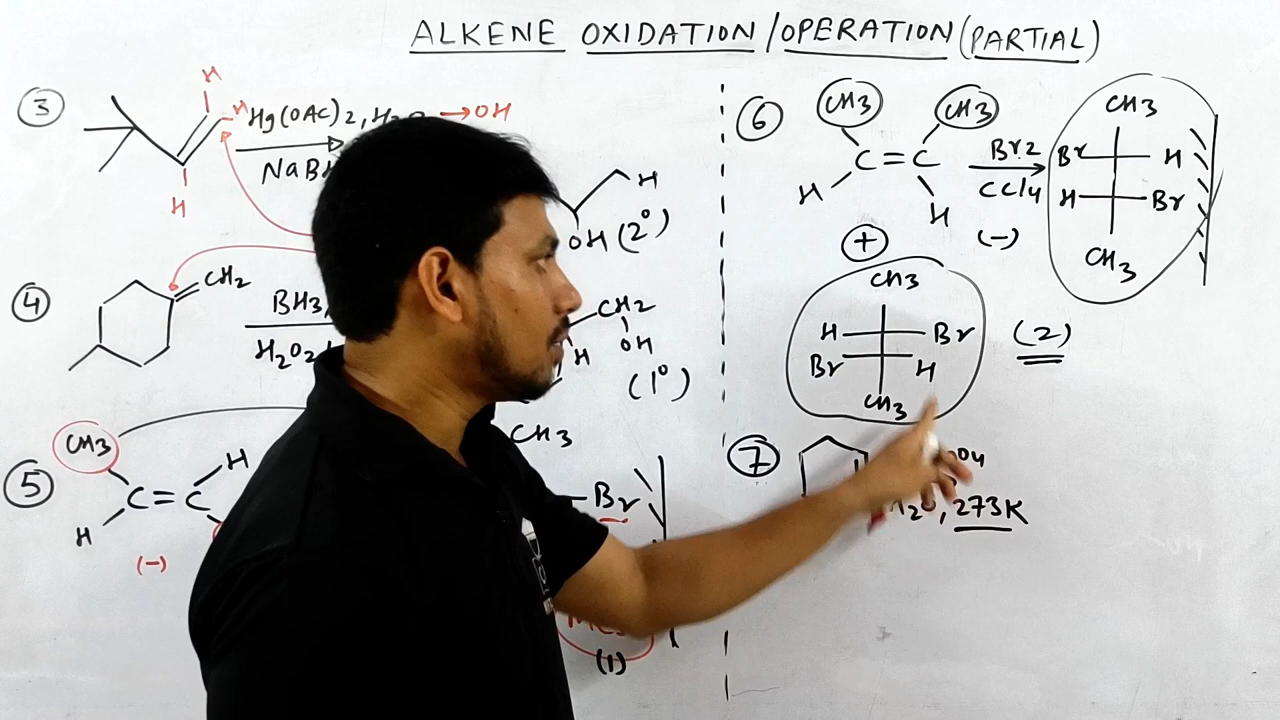 ALKENE OXIDATION/OPERATION (PARTIAL)
3
H
H
H
Hg(OAC)2, H2O → OH
H
OH (2°)
4
CH2
BH3
H2O2
CH2
OH
H
(1°)
5
CH3
H
C=C
H
(-)
CH3
Br
(1)
6
CH3 CH3
C=C
H H
Br2
CCl4
(-)
CH3
Br H
H Br
CH3
+
CH3
H Br
Br H
CH3
(2)
7
, 273K